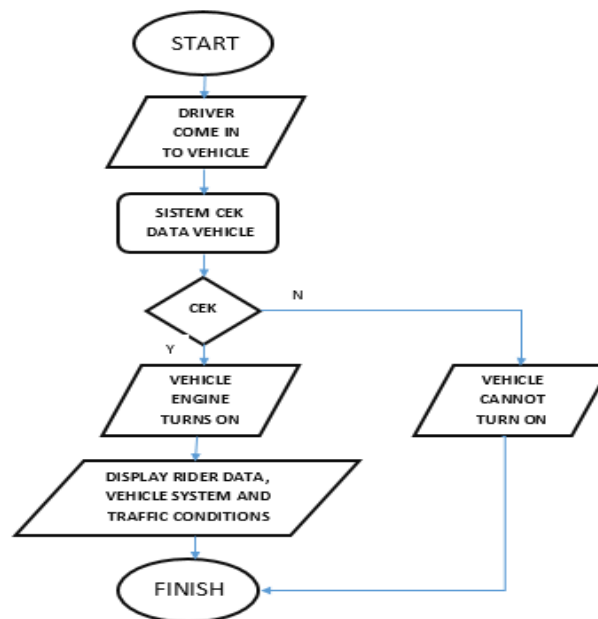 START
DRIVER
COME IN
TO VEHICLE
SISTEM CEK
DATA VEHICLE
CEK
N
Y
VEHICLE
ENGINE
TURNS ON
VEHICLE
CANNOT
TURN ON
DISPLAY RIDER DATA,
VEHICLE SYSTEM AND
TRAFFIC CONDITIONS
FINISH